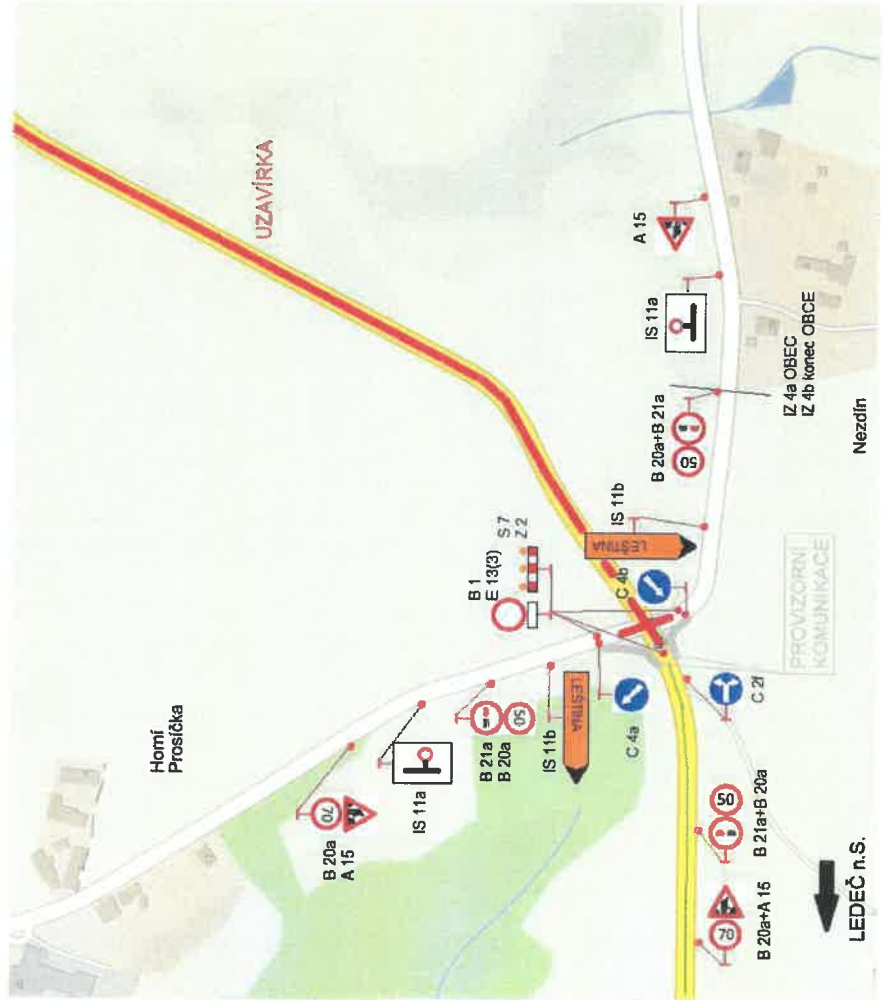 UZAVÍRKA
Horní
Prosíčka
B 20a
A 15
70
IS 11a
B 21a
B 20a
50
IS 11b
LEŠTINA
C 4a
B 1
E 13(3)
S 7
Z 2
C 4b
IS 11b
LEŠTINA
B 20a+B 21a
50
IS 11a
A 15
IZ 4a OBEC
IZ 4b konec OBCE
Nezdín
PROVIZORNÍ
KOMUNIKACE
C 2f
B 21a+B 20a
50
B 20a+A 15
70
LEDEČ n.S.